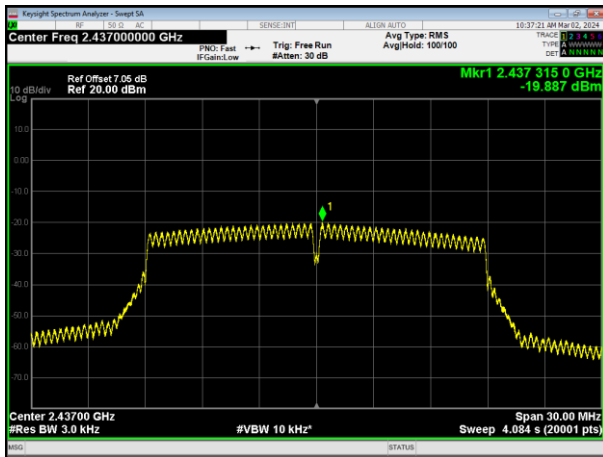 Keysight Spectrum Analyzer - Swept SA
RF 50 Ω AC SENSE:INT ALIGN AUTO 10:37:21 AM Mar 02, 2024
Center Freq 2.437000000 GHz
PNO: Fast Trig: Free Run Avg Type: RMS TRACE 1 2 3 4 5 6
IFGain:Low #Atten: 30 dB Avg|Hold: 100/100 TYPE A WWWWW
DET A N N N N N
Mkr1 2.437 315 0 GHz
-19.887 dBm
Ref Offset 7.05 dB
10 dB/div Ref 20.00 dBm
Log
10.0
0.00
-10.0
1
-20.0
-30.0
-40.0
-50.0
-60.0
-70.0
Center 2.43700 GHz Span 30.00 MHz
#Res BW 3.0 kHz #VBW 10 kHz* Sweep 4.084 s (20001 pts)
MSG STATUS